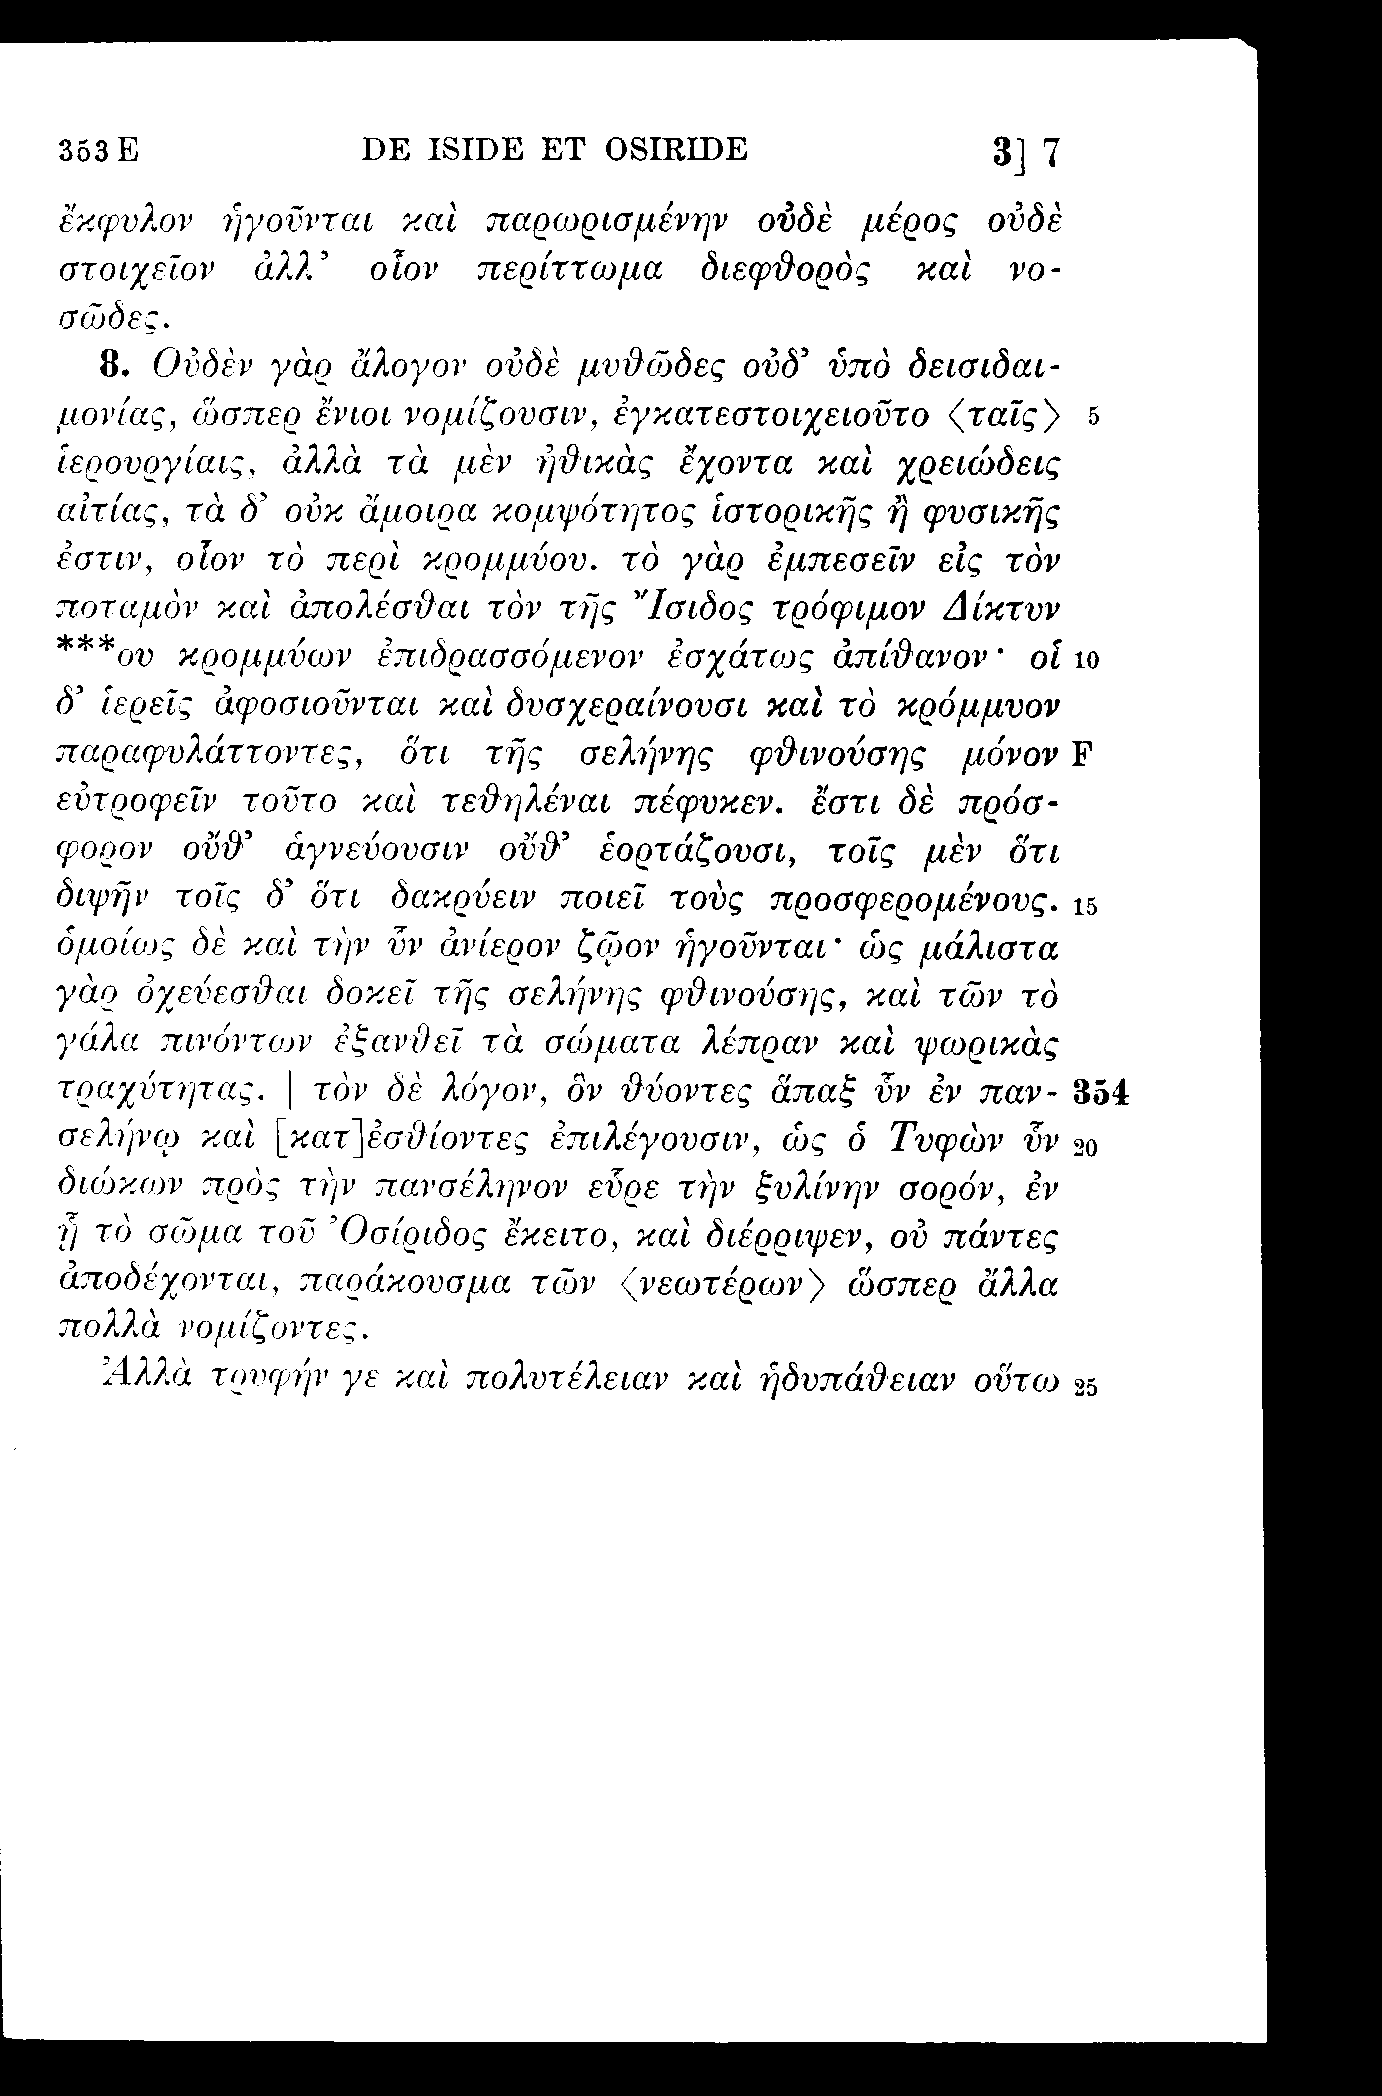 353 E DE ISIDE ET OSIRIDE 3] 7
ἔκφυλον ἡγοῦνται καὶ παρωρισμένην οὐδὲ μέρος οὐδὲ
στοιχεῖον ἀλλ’ οἷον περίττωμα διεφθορὸς καὶ νο-
σῶδες.
8. Οὐδὲν γὰρ ἄλογον οὐδὲ μυθῶδες οὐδ’ ὑπὸ δεισιδαι-
μονίας, ὥσπερ ἔνιοι νομίζουσιν, ἐγκατεστοιχειοῦτο 〈ταῖς〉 5
ἱερουργίαις, ἀλλὰ τὰ μὲν ἠθικὰς ἔχοντα καὶ χρειώδεις
αἰτίας, τὰ δ’ οὐκ ἄμοιρα κομψότητος ἱστορικῆς ἢ φυσικῆς
ἐστιν, οἷον τὸ περὶ κρομμύου. τὸ γὰρ ἐμπεσεῖν εἰς τὸν
ποταμὸν καὶ ἀπολέσθαι τὸν τῆς Ἴσιδος τρόφιμον Δίκτυν
***ου κρομμύων ἐπιδρασσόμενον ἐσχάτως ἀπίθανον· οἱ 10
δ’ ἱερεῖς ἀφοσιοῦνται καὶ δυσχεραίνουσι καὶ τὸ κρόμμυον
παραφυλάττοντες, ὅτι τῆς σελήνης φθινούσης μόνον F
εὐτροφεῖν τοῦτο καὶ τεθηλέναι πέφυκεν. ἔστι δὲ πρόσ-
φορον οὔθ’ ἁγνεύουσιν οὔθ’ ἑορτάζουσι, τοῖς μὲν ὅτι
διψῆν τοῖς δ’ ὅτι δακρύειν ποιεῖ τοὺς προσφερομένους. 15
ὁμοίως δὲ καὶ τὴν ὗν ἀνίερον ζῷον ἡγοῦνται· ὡς μάλιστα
γὰρ ὀχεύεσθαι δοκεῖ τῆς σελήνης φθινούσης, καὶ τῶν τὸ
γάλα πινόντων ἐξανθεῖ τὰ σώματα λέπραν καὶ ψωρικὰς
τραχύτητας. | τὸν δὲ λόγον, ὃν θύοντες ἅπαξ ὗν ἐν παν- 354
σελήνῳ καὶ [κατ]εσθίοντες ἐπιλέγουσιν, ὡς ὁ Τυφὼν ὗν 20
διώκων πρὸς τὴν πανσέληνον εὗρε τὴν ξυλίνην σορόν, ἐν
ᾗ τὸ σῶμα τοῦ Ὀσίριδος ἔκειτο, καὶ διέρριψεν, οὐ πάντες
ἀποδέχονται, παράκουσμα τῶν 〈νεωτέρων〉 ὥσπερ ἄλλα
πολλὰ νομίζοντες.
Ἀλλὰ τρυφήν γε καὶ πολυτέλειαν καὶ ἡδυπάθειαν οὕτω 25